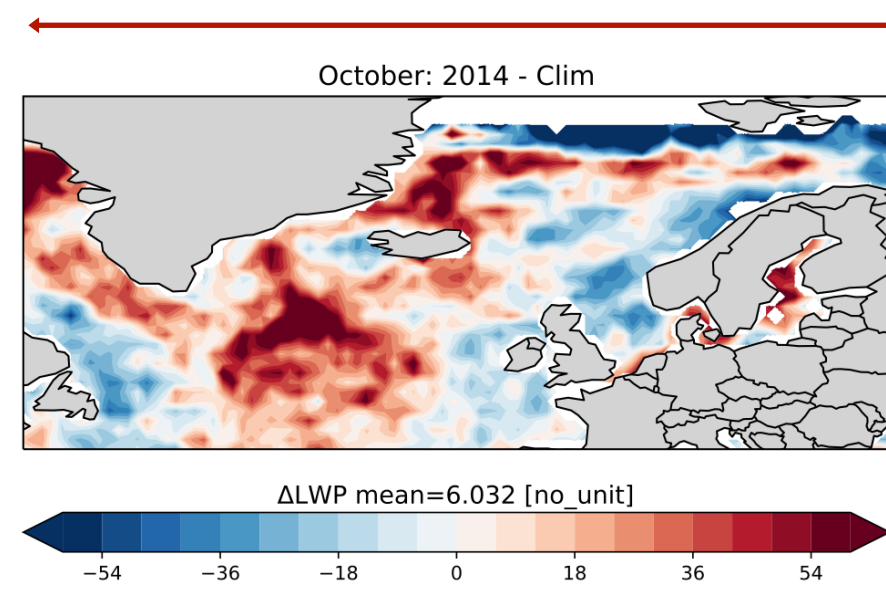 October: 2014 - Clim
ΔLWP mean=6.032 [no_unit]
−54 −36 −18 0 18 36 54